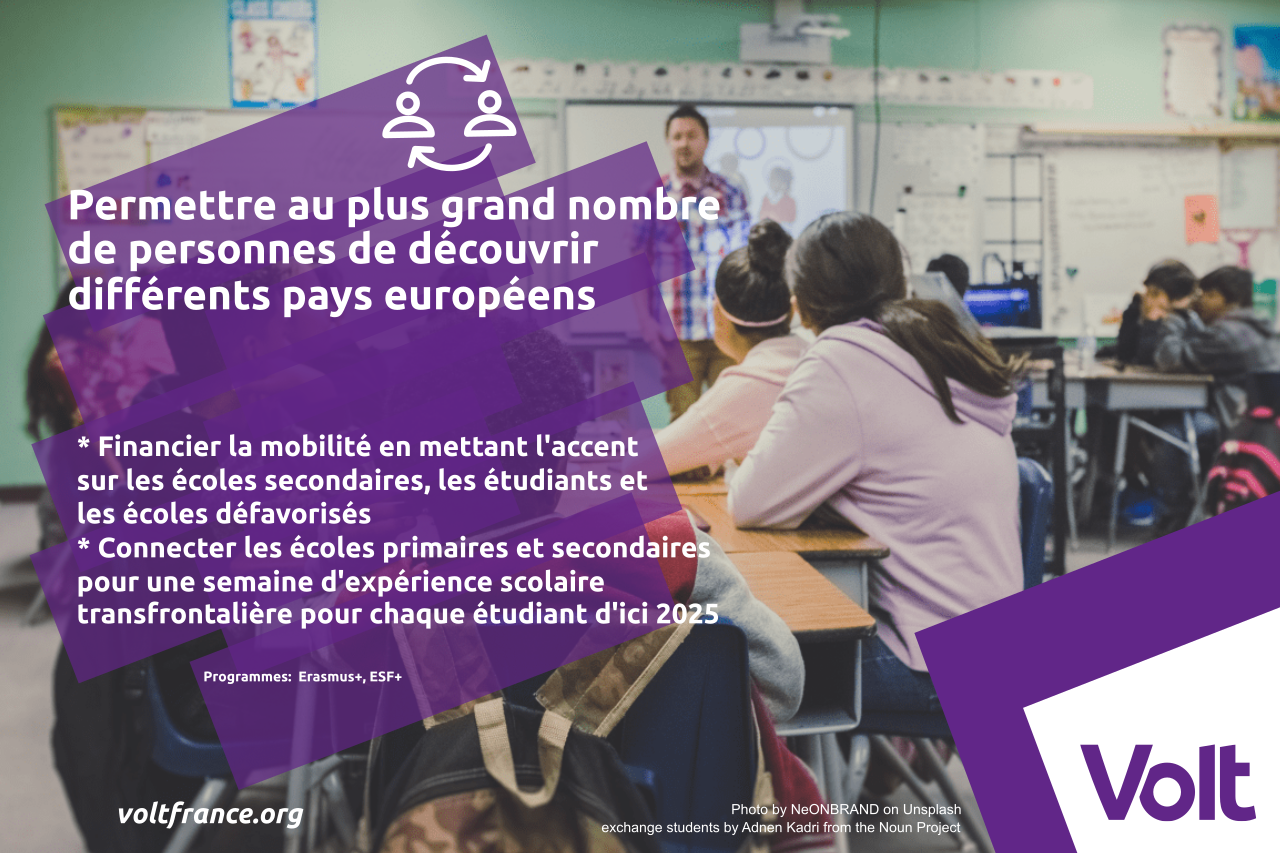 CLASS CHEERS
Permettre au plus grand nombre
de personnes de découvrir
différents pays européens
* Financier la mobilité en mettant l'accent
sur les écoles secondaires, les étudiants et
les écoles défavorisés
* Connecter les écoles primaires et secondaires
pour une semaine d'expérience scolaire
transfrontalière pour chaque étudiant d'ici 2025
Programmes: Erasmus+, ESF+
voltfrance.org
Photo by NeONBRAND on Unsplash
exchange students by Adnen Kadri from the Noun Project
Volt